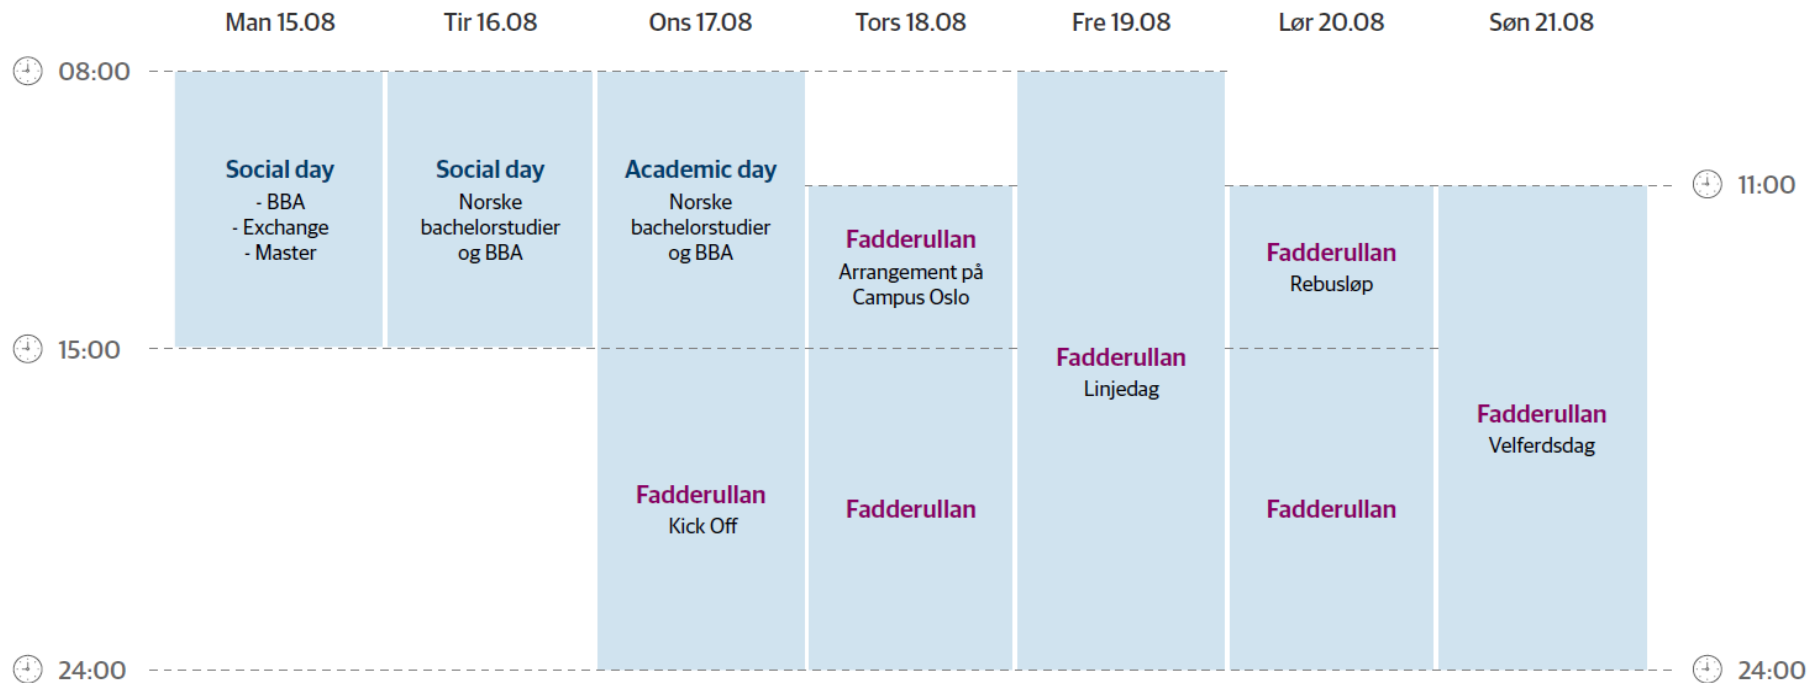 Man 15.08
Tir 16.08
Ons 17.08
Tors 18.08
Fre 19.08
Lør 20.08
Søn 21.08
08:00
Social day
- BBA
- Exchange
- Master
Social day
Norske
bachelorstudier
og BBA
Academic day
Norske
bachelorstudier
og BBA
11:00
Fadderullan
Arrangement på
Campus Oslo
Fadderullan
Rebusløp
15:00
Fadderullan
Linjedag
Fadderullan
Velferdsdag
Fadderullan
Kick Off
Fadderullan
Fadderullan
24:00
24:00